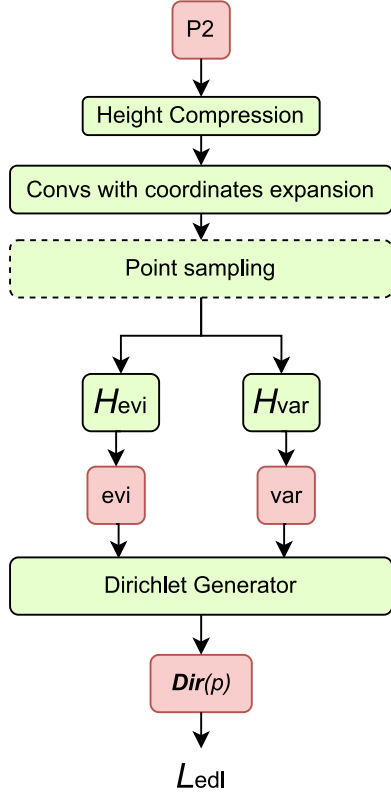 P2
Height Compression
Convs with coordinates expansion
Point sampling
Hevi
Hvar
evi
var
Dirichlet Generator
Dir(p)
Ledl